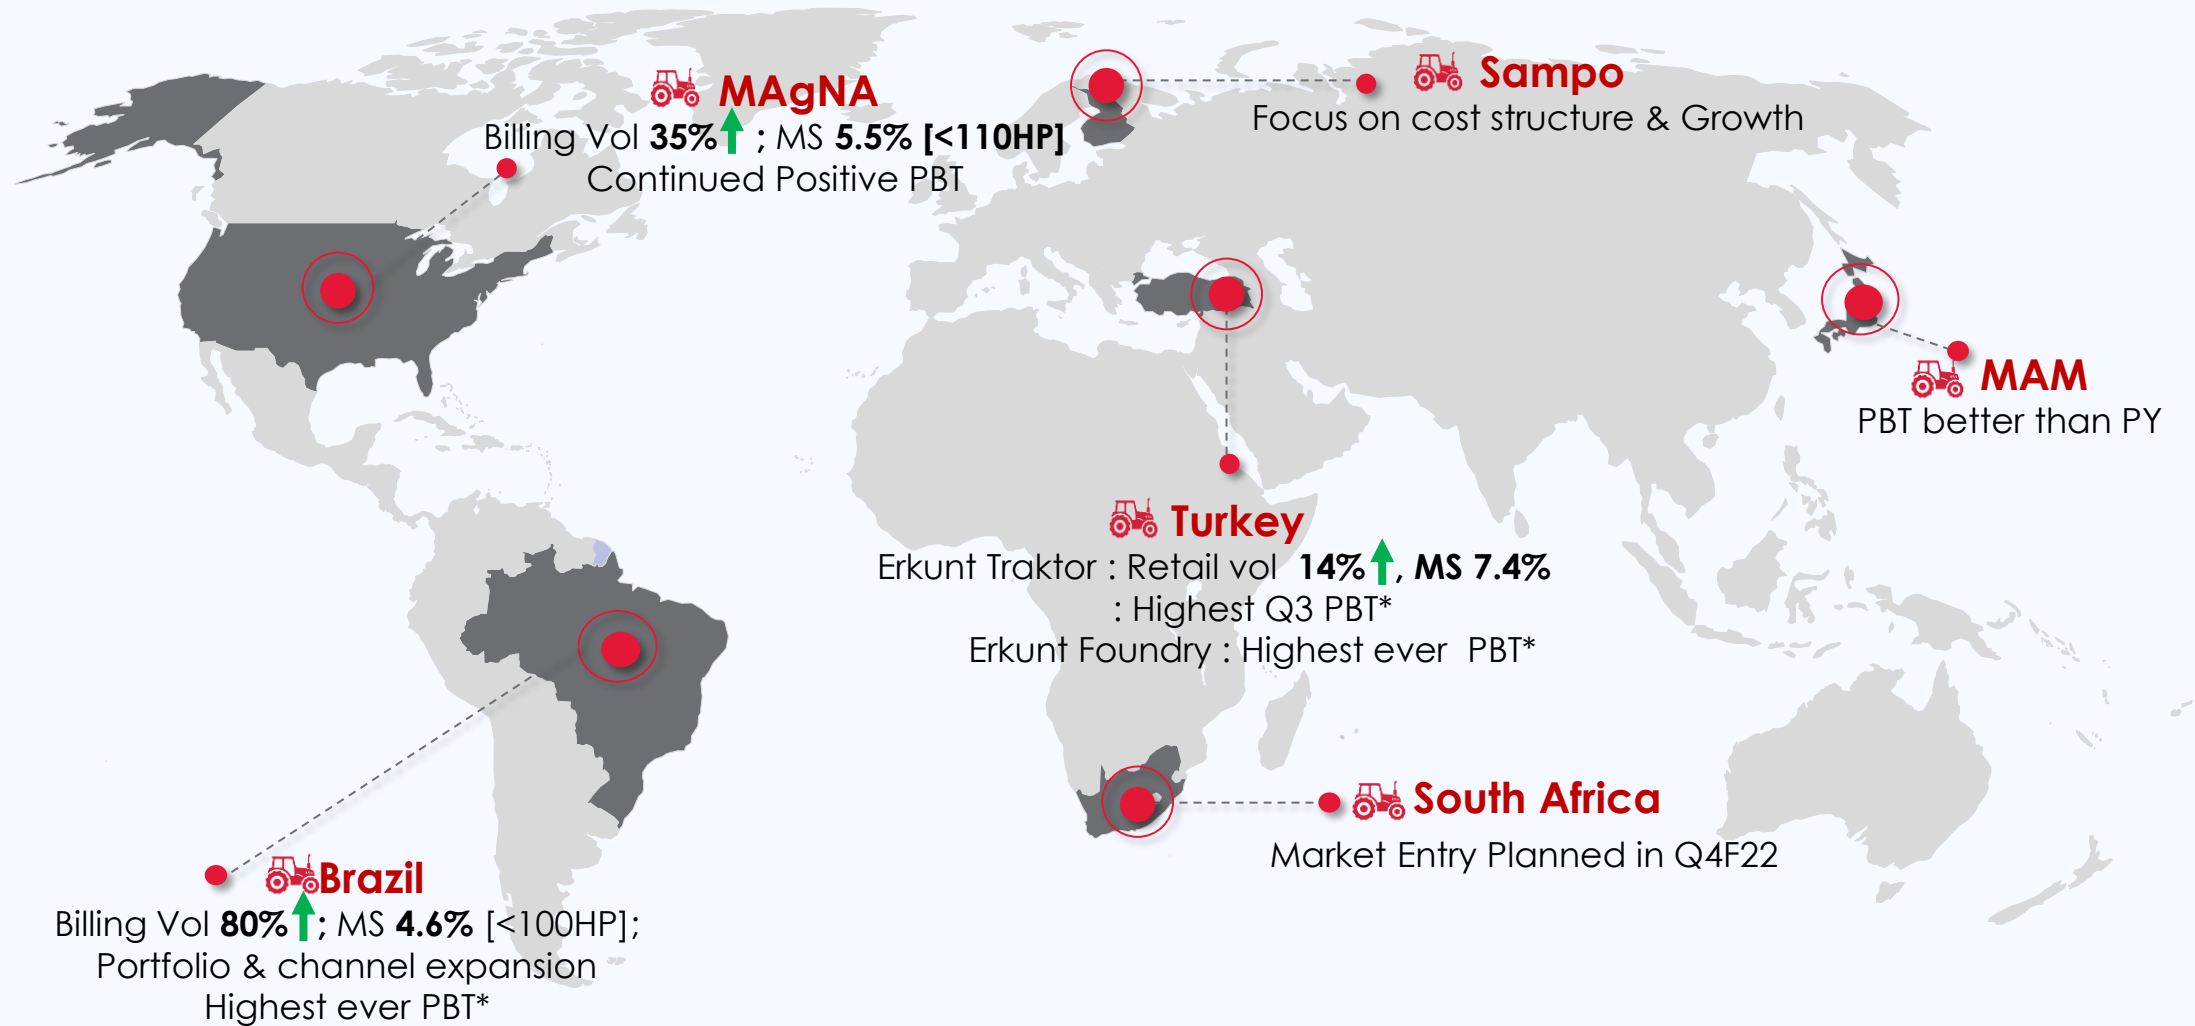 MAgNA
Billing Vol 35% ; MS 5.5% [<110HP]
Continued Positive PBT
Sampo
Focus on cost structure & Growth
MAM
PBT better than PY
Turkey
Erkunt Traktor : Retail vol 14% , MS 7.4%
: Highest Q3 PBT*
Erkunt Foundry : Highest ever PBT*
South Africa
Market Entry Planned in Q4F22
Brazil
Billing Vol 80% ; MS 4.6% [<100HP];
Portfolio & channel expansion
Highest ever PBT*